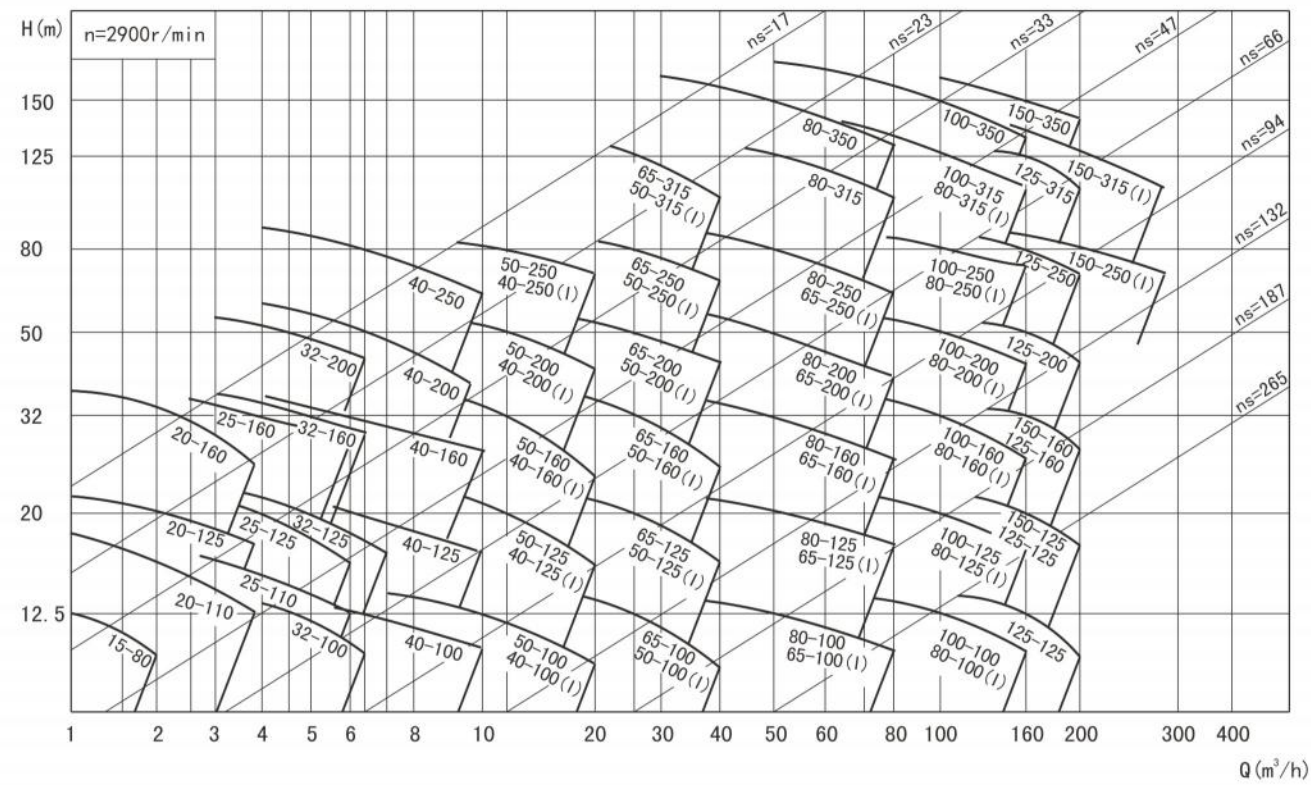 H(m)
n=2900r/min
ns=17
ns=23
ns=33
ns=47
ns=66
ns=94
ns=132
ns=187
ns=265
150
125
80
50
32
20
12.5
80-350
100-350
150-350
65-315
50-315(I)
80-315
100-315
80-315(I)
125-315
150-315(I)
40-250
50-250
40-250(I)
65-250
50-250(I)
80-250
65-250(I)
100-250
80-250(I)
125-250
150-250(I)
32-200
40-200
50-200
40-200(I)
65-200
50-200(I)
80-200
65-200(I)
100-200
80-200(I)
125-200
20-160
25-160
32-160
40-160
50-160
40-160(I)
65-160
50-160(I)
80-160
65-160(I)
100-160
80-160(I)
150-160
125-160
20-125
25-125
32-125
40-125
50-125
40-125(I)
65-125
50-125(I)
80-125
65-125(I)
100-125
80-125(I)
150-125
125-125
15-80
20-110
25-110
32-100
40-100
50-100
40-100(I)
65-100
50-100(I)
80-100
65-100(I)
100-100
80-100(I)
125-125
1 2 3 4 5 6 8 10 20 30 40 50 60 80 100 160 200 300 400
Q(m³/h)